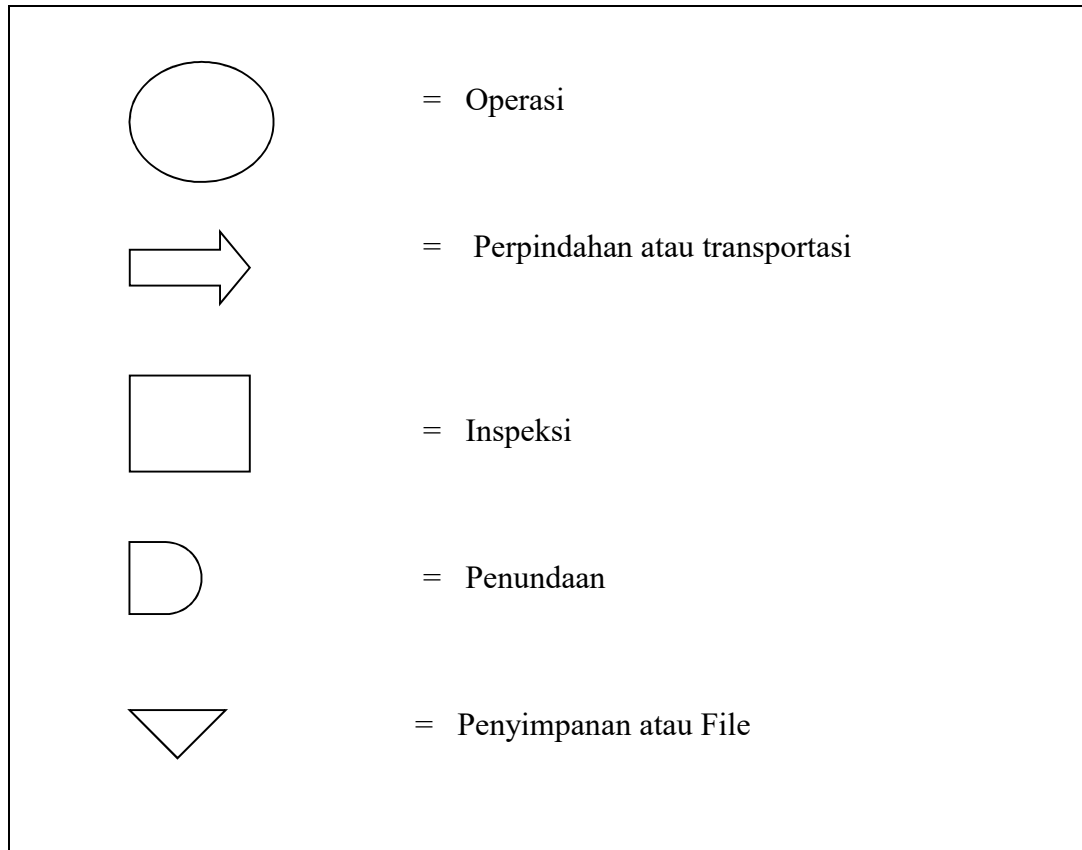 = Operasi
= Perpindahan atau transportasi
= Inspeksi
= Penundaan
= Penyimpanan atau File